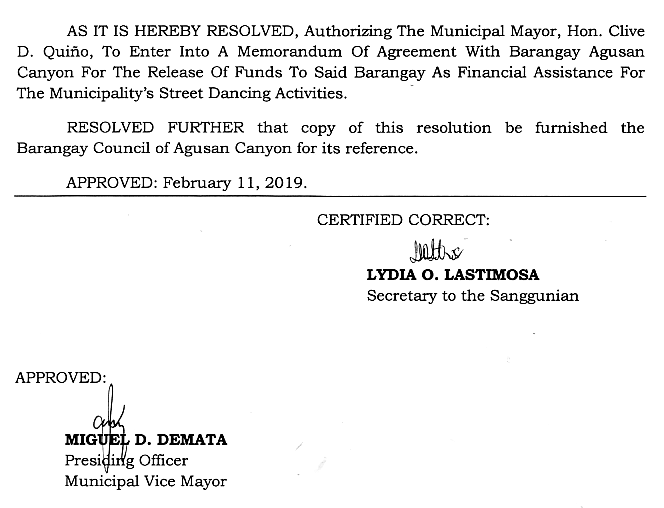 AS IT IS HEREBY RESOLVED, Authorizing The Municipal Mayor, Hon. Clive
D. Quiño, To Enter Into A Memorandum Of Agreement With Barangay Agusan
Canyon For The Release Of Funds To Said Barangay As Financial Assistance For
The Municipality's Street Dancing Activities.
RESOLVED FURTHER that copy of this resolution be furnished the
Barangay Council of Agusan Canyon for its reference.
APPROVED: February 11, 2019.
CERTIFIED CORRECT:
LYDIA O. LASTIMOSA
Secretary to the Sanggunian
APPROVED:
MIGUEL D. DEMATA
Presiding Officer
Municipal Vice Mayor